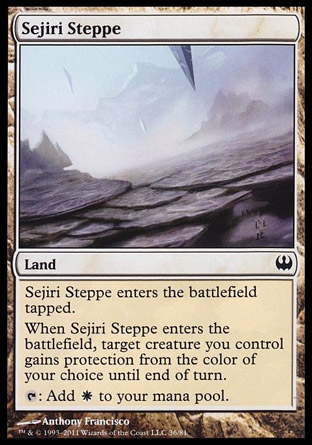 Sejiri Steppe
Land
Sejiri Steppe enters the battlefield
tapped.
When Sejiri Steppe enters the
battlefield, target creature you control
gains protection from the color of
your choice until end of turn.
: Add to your mana pool.
Anthony Francisco
™ & © 1993–2011 Wizards of the Coast LLC 36/81